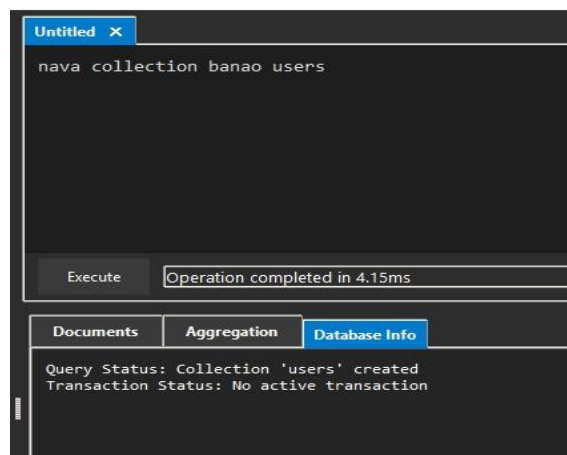 Untitled X
nava collection banao users
Execute
Operation completed in 4.15ms
Documents Aggregation Database Info
Query Status: Collection 'users' created
Transaction Status: No active transaction